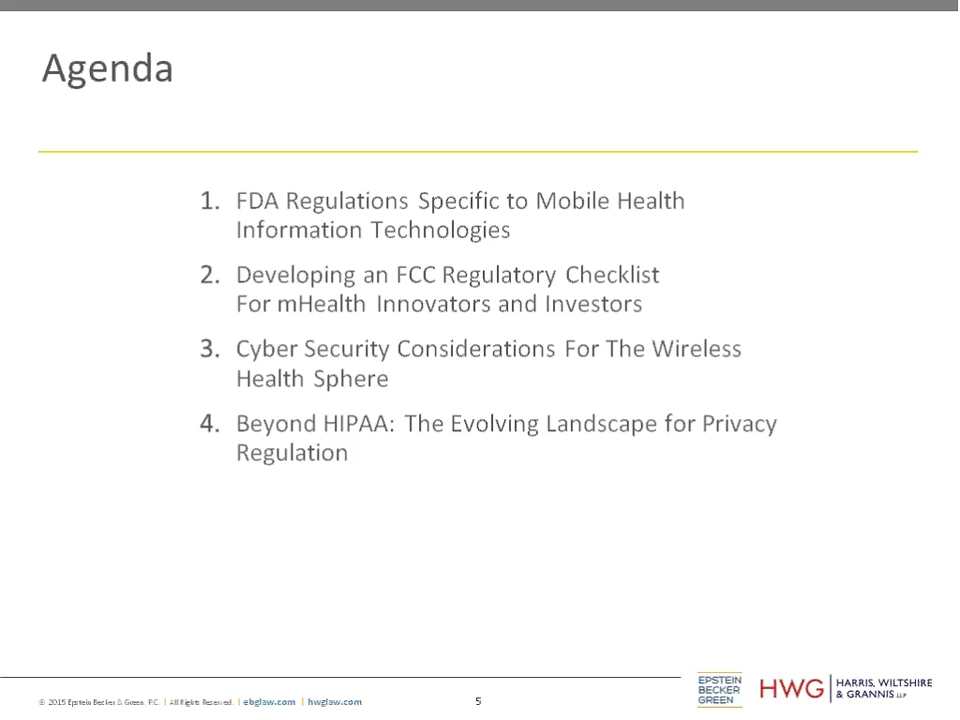 Agenda
1. FDA Regulations Specific to Mobile Health
Information Technologies
2. Developing an FCC Regulatory Checklist
For mHealth Innovators and Investors
3. Cyber Security Considerations For The Wireless
Health Sphere
4. Beyond HIPAA: The Evolving Landscape for Privacy
Regulation
© 2015 Epstein Becker & Green, P.C. | All Rights Reserved. | ebglaw.com | hwglaw.com
5
EPSTEIN
BECKER
GREEN
HWG
HARRIS, WILTSHIRE
& GRANNIS LLP